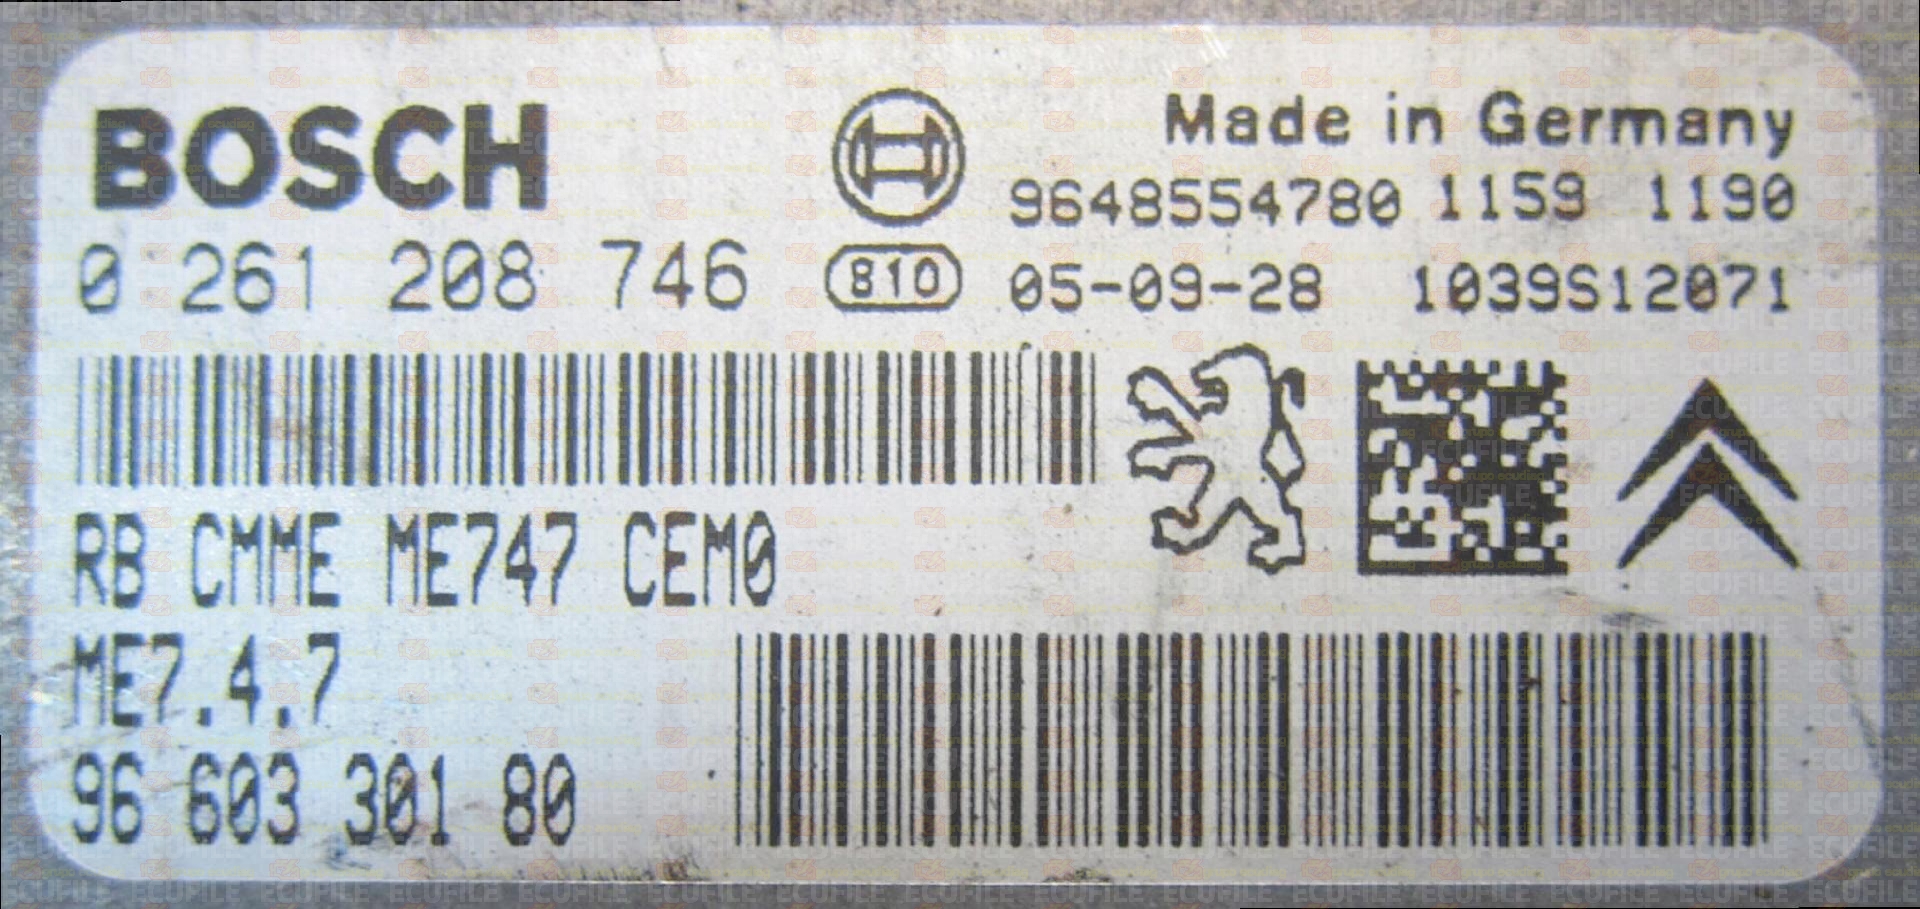 BOSCH
Made in Germany
9648554780 1159 1190
0 261 208 746
810
05-09-28 1039S12071
RB CMME ME747 CEM0
ME7.4.7
96 603 301 80
ECUFILE